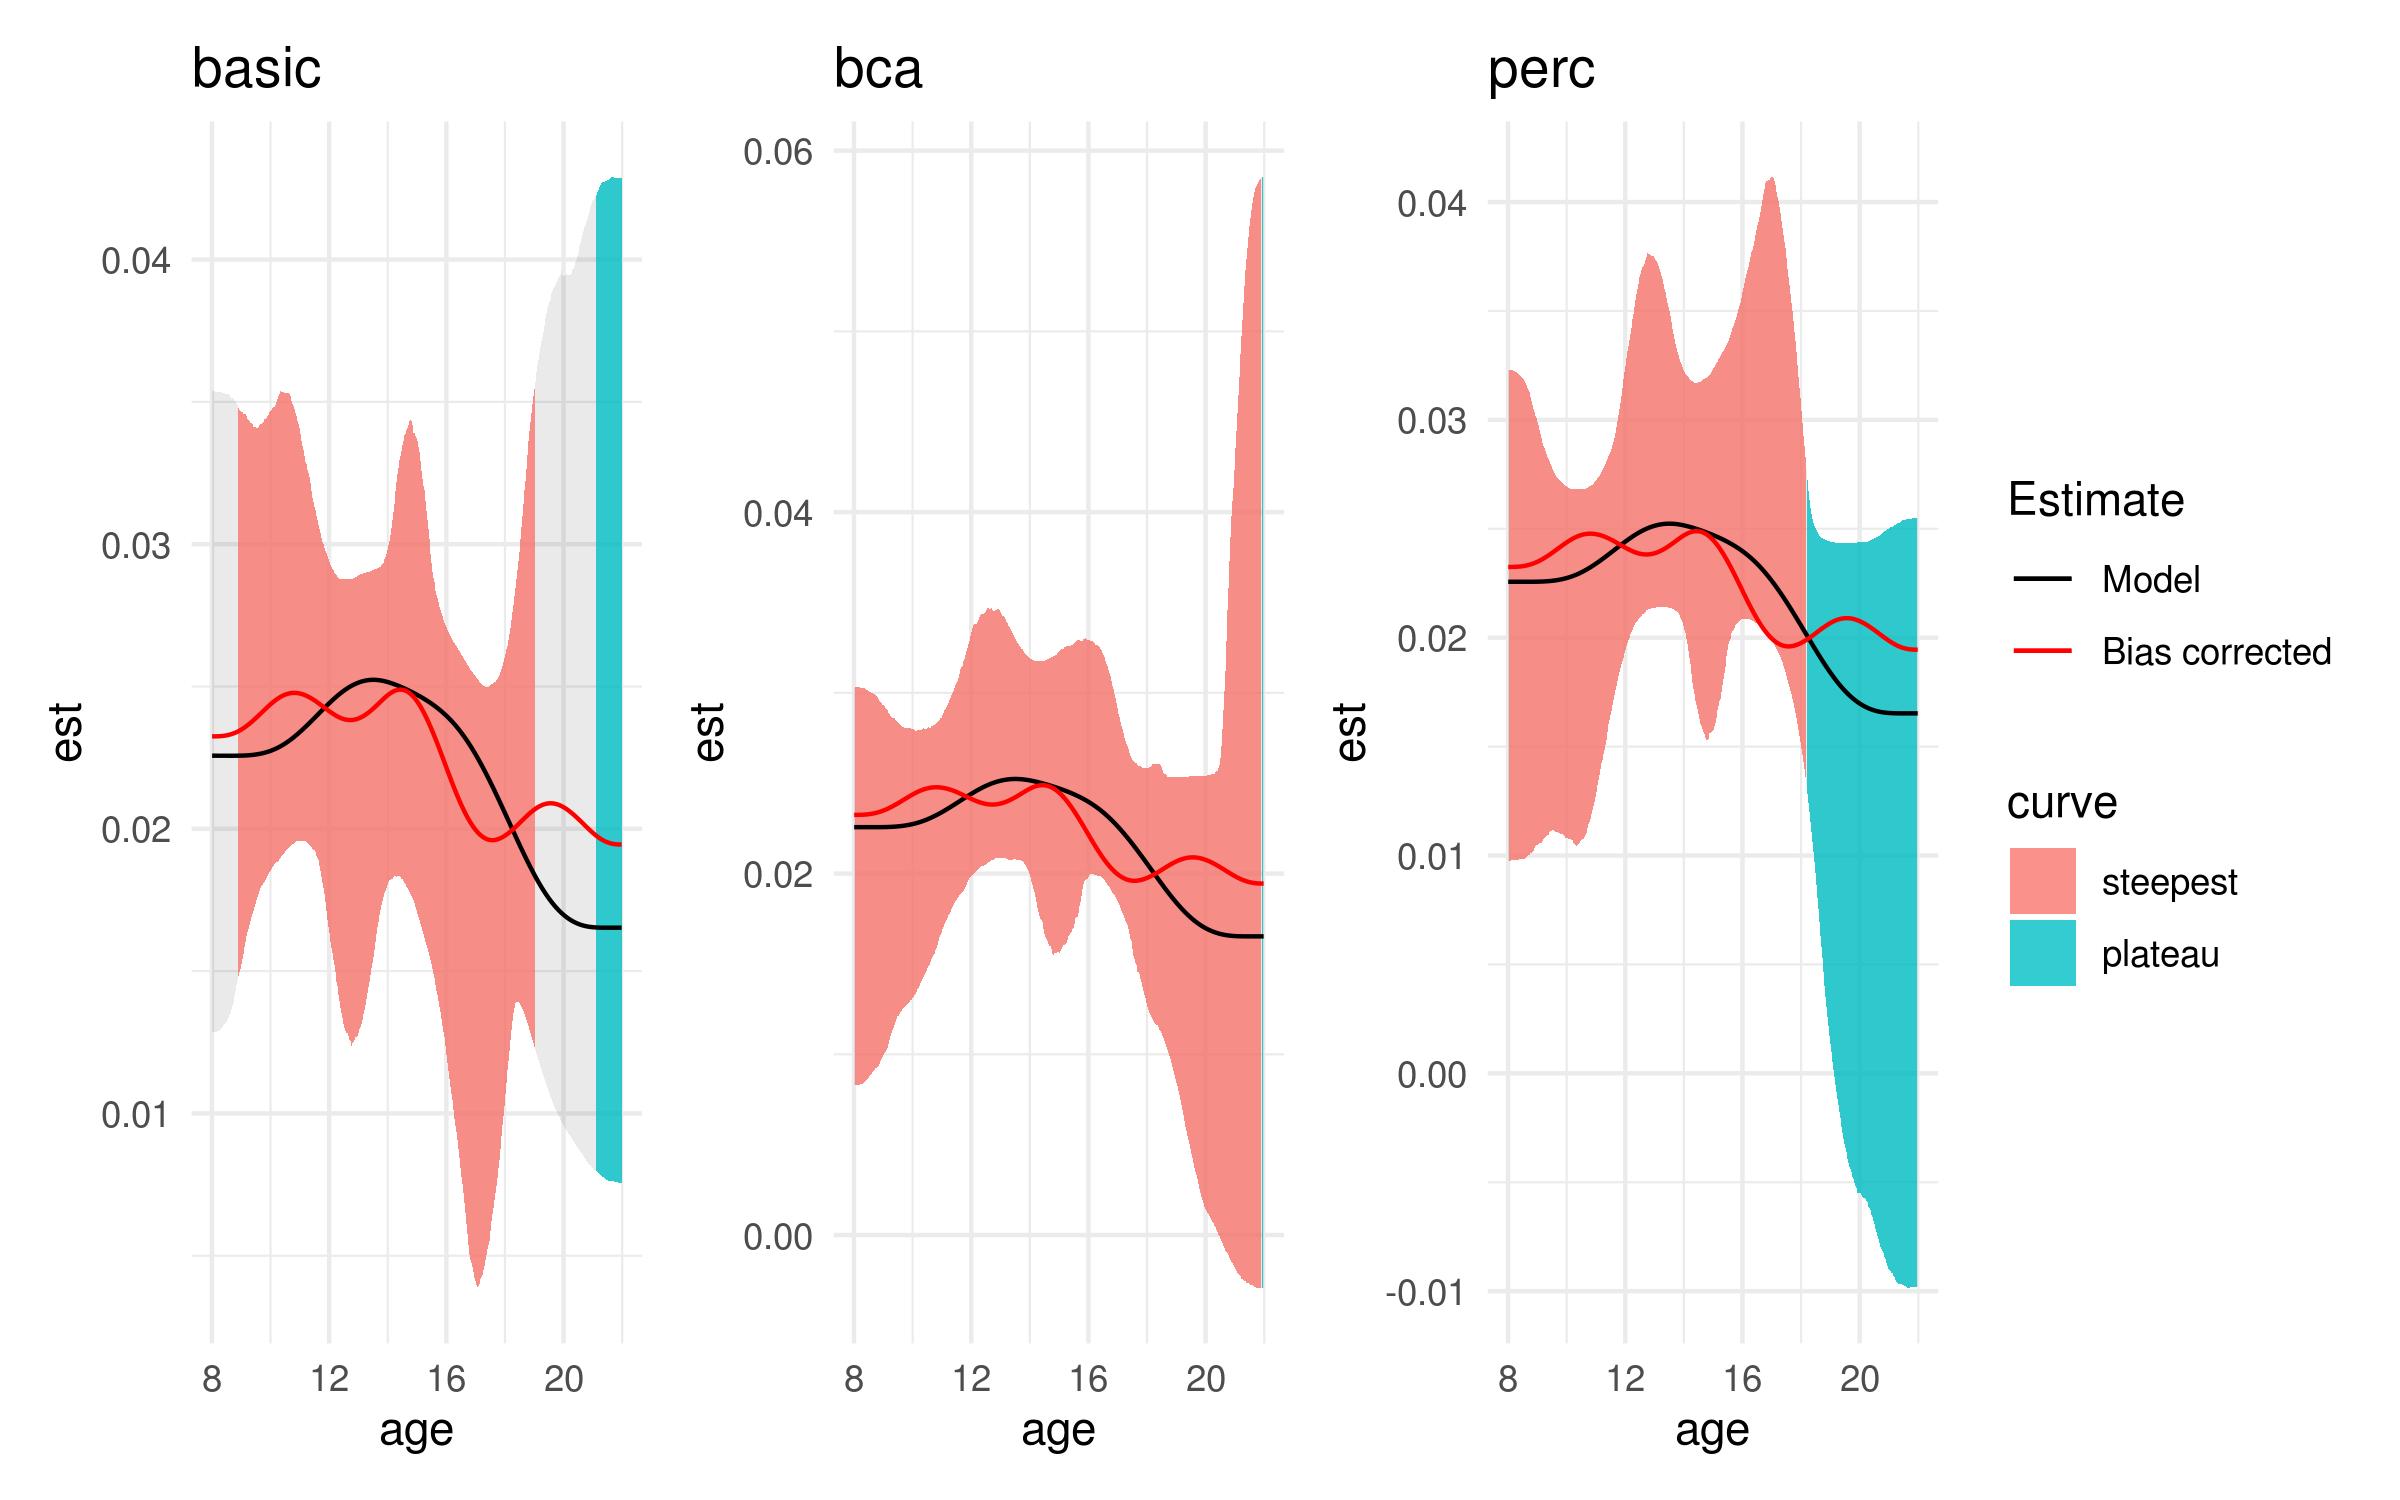 basic
0.04
0.03
0.02
0.01
est
8 12 16 20
age
bca
0.06
0.04
0.02
0.00
est
8 12 16 20
age
perc
0.04
0.03
0.02
0.01
0.00
-0.01
est
8 12 16 20
age
Estimate
Model
Bias corrected
curve
steepest
plateau